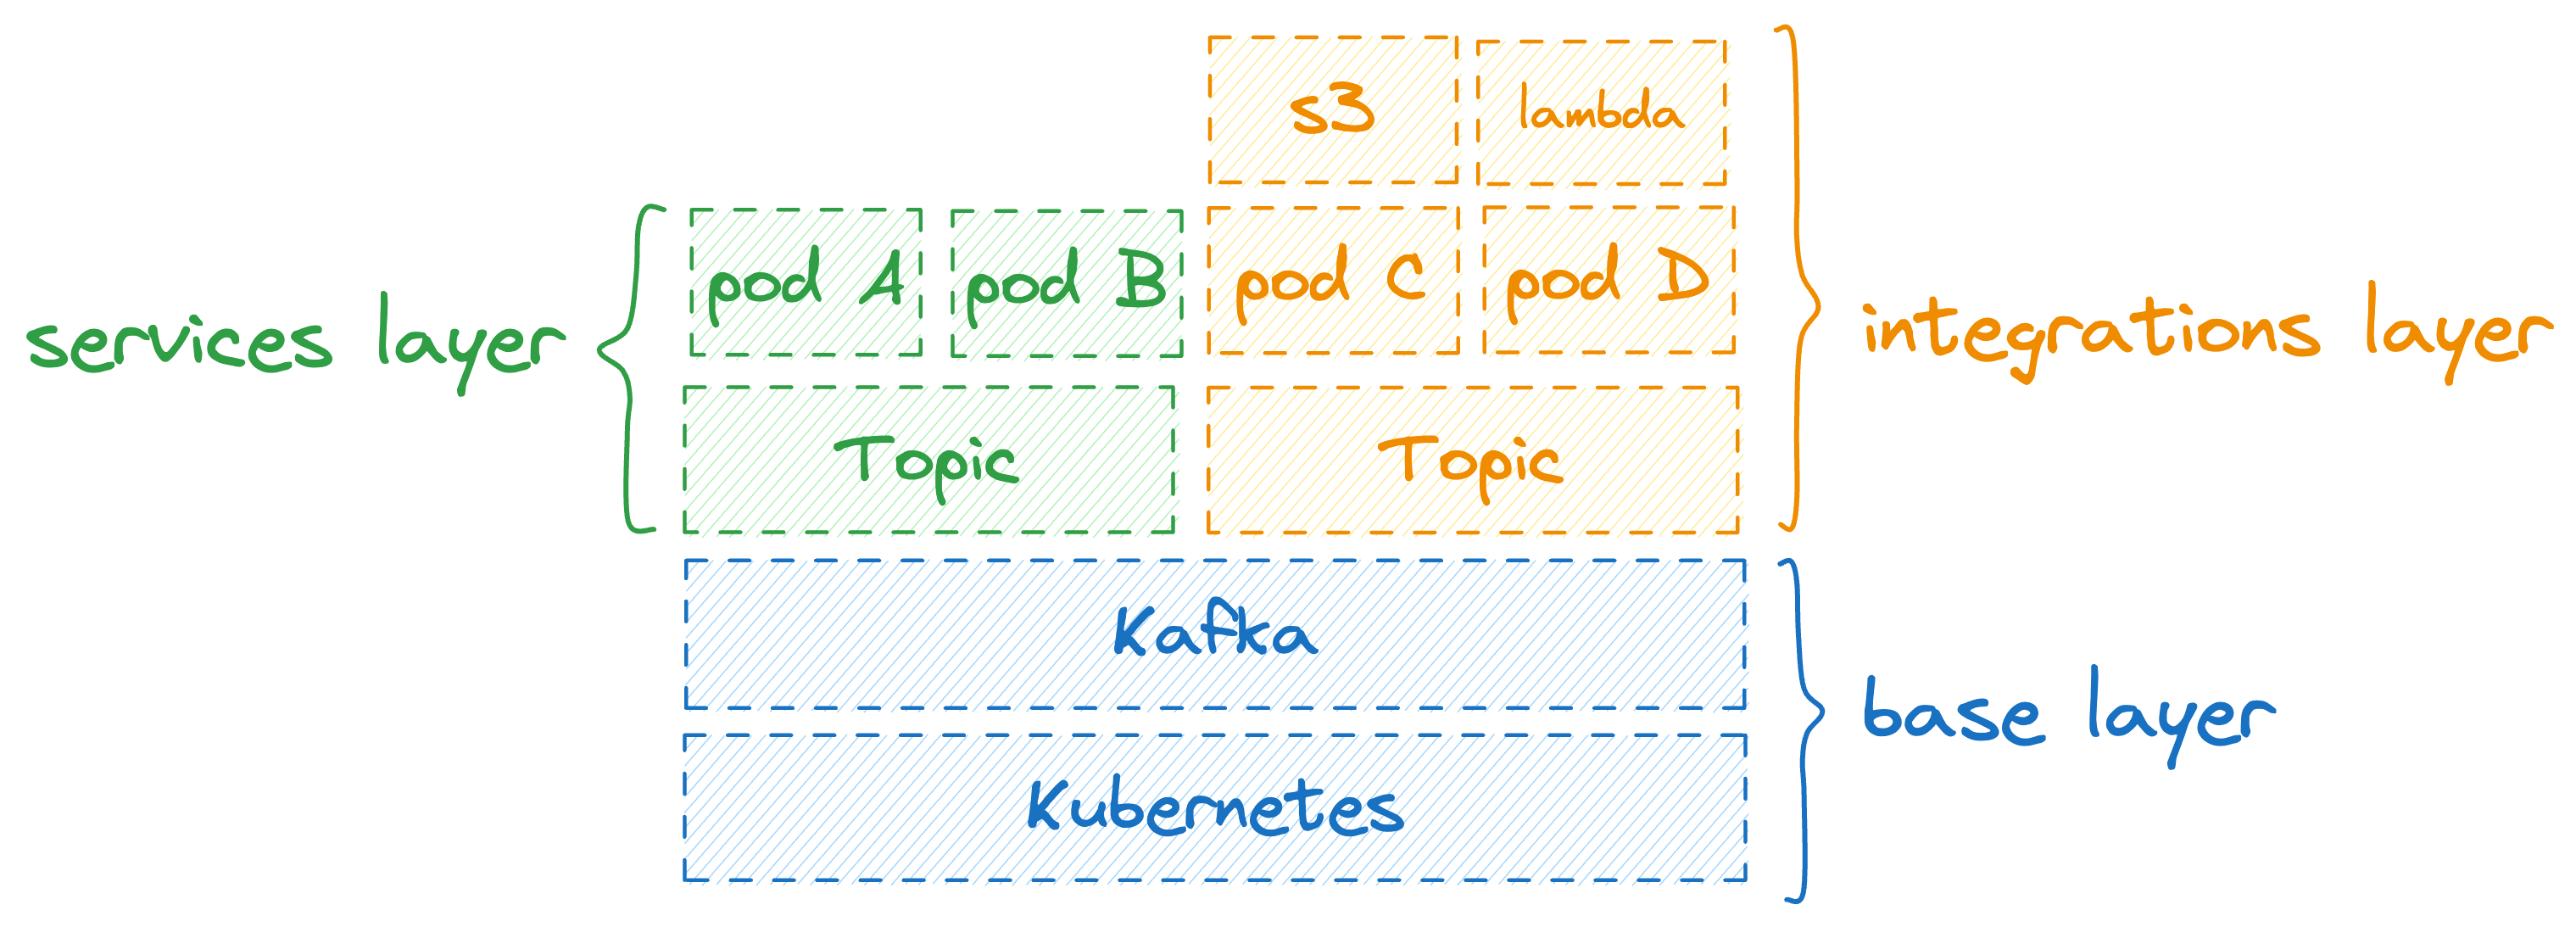 s3
lambda
services layer
pod A
pod B
pod C
pod D
integrations layer
Topic
Topic
Kafka
base layer
Kubernetes